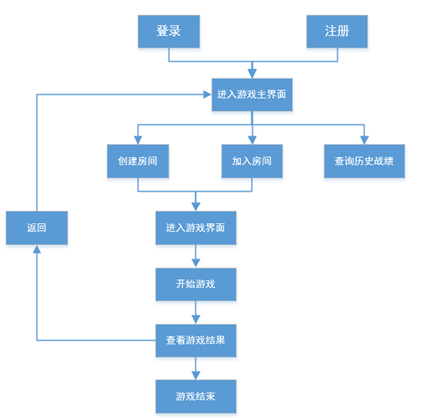 登录
注册
进入游戏主界面
创建房间
加入房间
查询历史战壕
返回
进入游戏界面
开始游戏
查看游戏结果
游戏结束